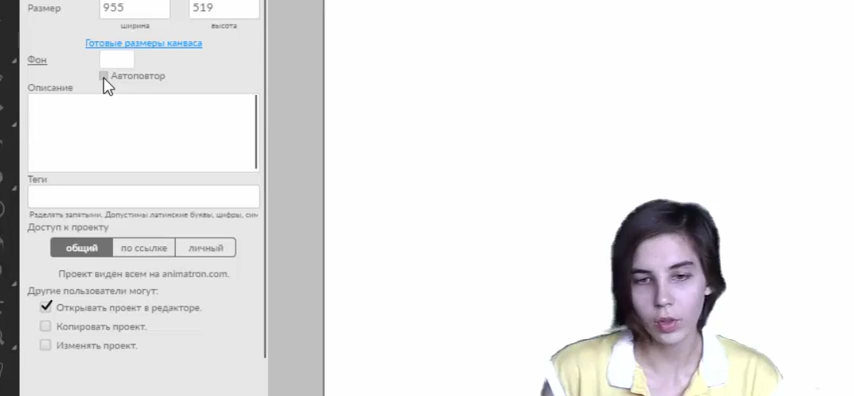 Размер 955 519
ширина высота
Готовые размеры канваса
Фон
Автоповтор
Описание
Теги
Разделять запятыми. Допустимы латинские буквы, цифры, сим
Доступ к проекту
общий по ссылке личный
Проект виден всем на animatron.com.
Другие пользователи могут:
Открывать проект в редакторе.
Копировать проект.
Изменять проект.